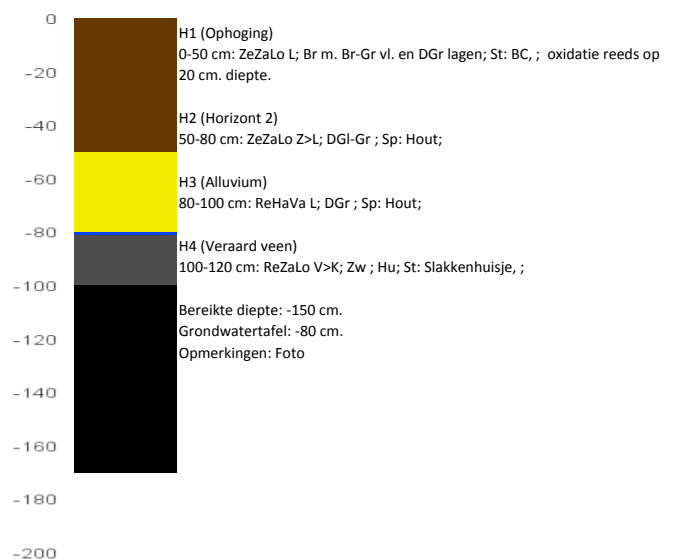 0
-20
-40
-60
-80
-100
-120
-140
-160
-180
-200
H1 (Ophoging)
0-50 cm: ZeZaLo L; Br m. Br-Gr vl. en DGr lagen; St: BC, ; oxidatie reeds op
20 cm. diepte.
H2 (Horizont 2)
50-80 cm: ZeZaLo Z>L; DGl-Gr ; Sp: Hout;
H3 (Alluvium)
80-100 cm: ReHaVa L; DGr ; Sp: Hout;
H4 (Veraard veen)
100-120 cm: ReZaLo V>K; Zw ; Hu; St: Slakkenhuisje, ;
Bereikte diepte: -150 cm.
Grondwatertafel: -80 cm.
Opmerkingen: Foto